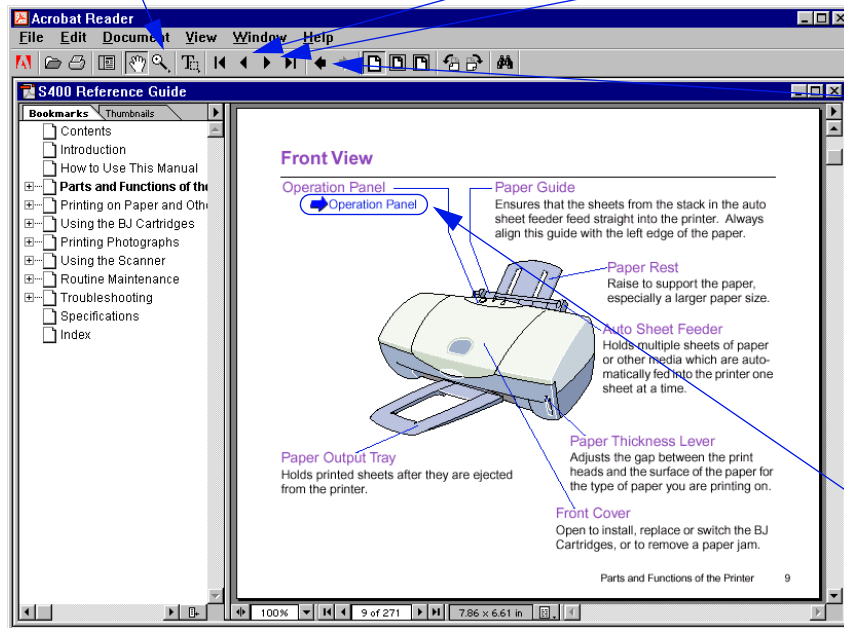 Acrobat Reader
File Edit Document View Window Help
S400 Reference Guide
Bookmarks Thumbnails
Contents
Introduction
How to Use This Manual
Parts and Functions of the
Printing on Paper and Oth
Using the BJ Cartridges
Printing Photographs
Using the Scanner
Routine Maintenance
Troubleshooting
Specifications
Index
Front View
Operation Panel
Operation Panel
Paper Guide
Ensures that the sheets from the stack in the auto
sheet feeder feed straight into the printer. Always
align this guide with the left edge of the paper.
Paper Rest
Raise to support the paper,
especially a larger paper size.
Auto Sheet Feeder
Holds multiple sheets of paper
or other media which are auto-
matically fed into the printer one
sheet at a time.
Paper Thickness Lever
Adjusts the gap between the print
heads and the surface of the paper for
the type of paper you are printing on.
Paper Output Tray
Holds printed sheets after they are ejected
from the printer.
Front Cover
Open to install, replace or switch the BJ
Cartridges, or to remove a paper jam.
Parts and Functions of the Printer 9
100% 9 of 271 7.86 x 6.61 in